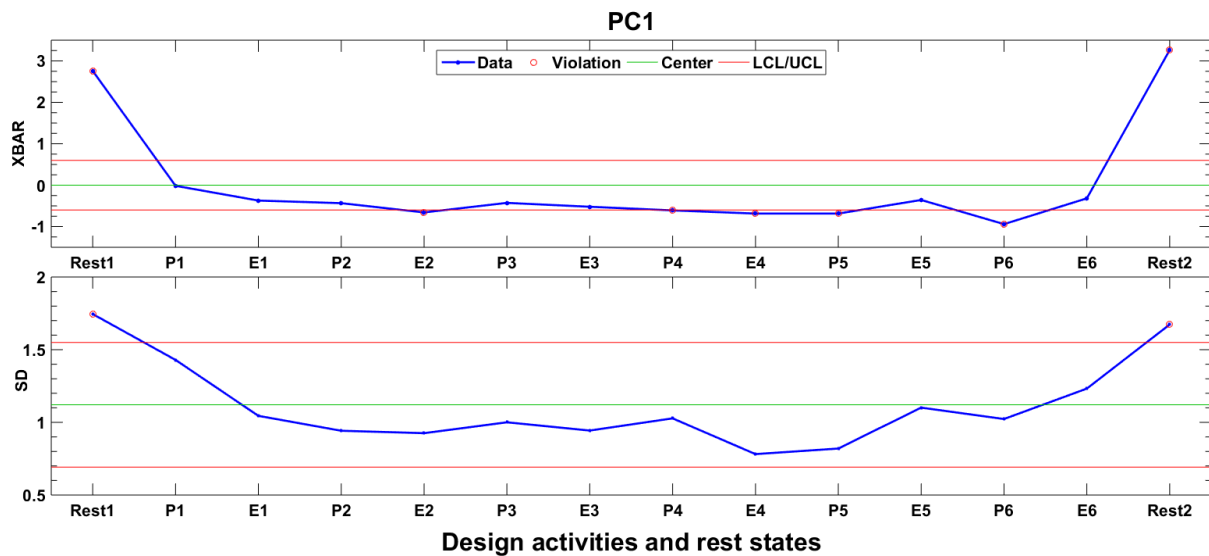 PC1
Data Violation Center LCL/UCL
XBAR
3
2
1
0
-1
Rest1 P1 E1 P2 E2 P3 E3 P4 E4 P5 E5 P6 E6 Rest2
SD
2
1.5
1
0.5
Rest1 P1 E1 P2 E2 P3 E3 P4 E4 P5 E5 P6 E6 Rest2
Design activities and rest states